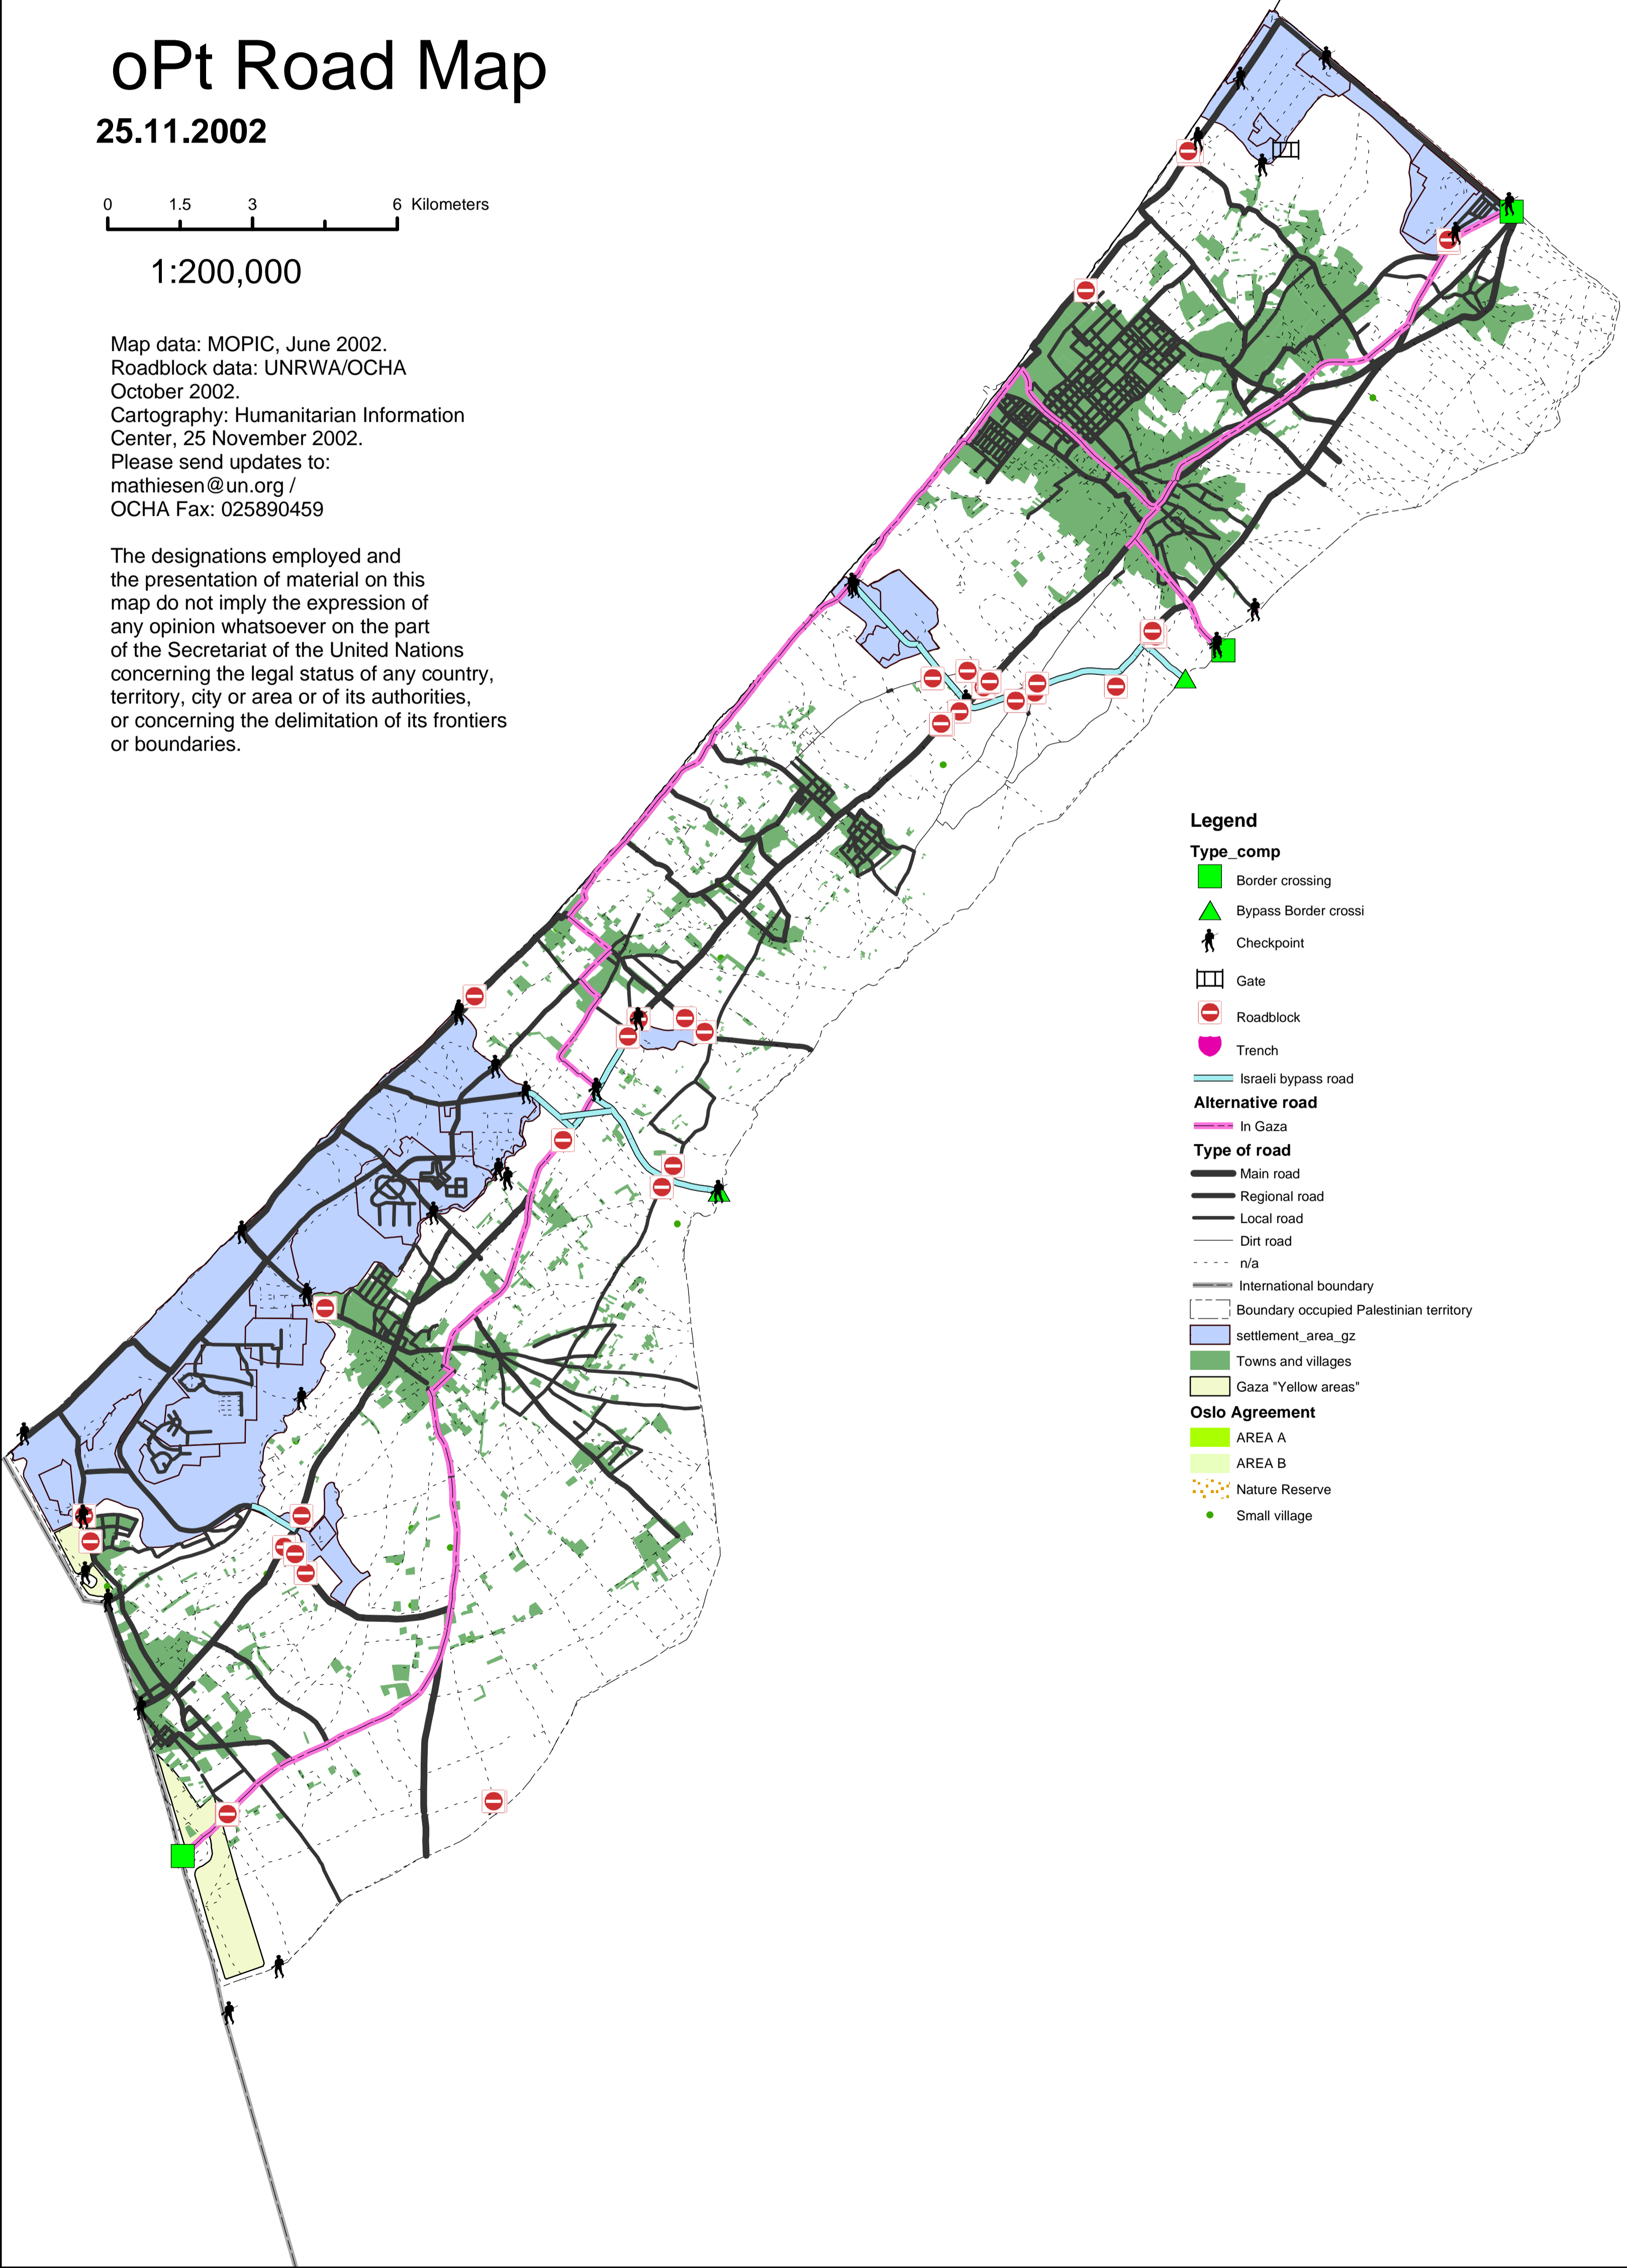 oPt Road Map
25.11.2002
0 1.5 3 6 Kilometers
1:200,000
Map data: MOPIC, June 2002.
Roadblock data: UNRWA/OCHA
October 2002.
Cartography: Humanitarian Information
Center, 25 November 2002.
Please send updates to:
mathiesen@un.org /
OCHA Fax: 025890459
The designations employed and
the presentation of material on this
map do not imply the expression of
any opinion whatsoever on the part
of the Secretariat of the United Nations
concerning the legal status of any country,
territory, city or area or of its authorities,
or concerning the delimitation of its frontiers
or boundaries.
Legend
Type_comp
Border crossing
Bypass Border crossi
Checkpoint
Gate
Roadblock
Trench
Israeli bypass road
Alternative road
In Gaza
Type of road
Main road
Regional road
Local road
Dirt road
n/a
International boundary
Boundary occupied Palestinian territory
settlement_area_gz
Towns and villages
Gaza "Yellow areas"
Oslo Agreement
AREA A
AREA B
Nature Reserve
Small village